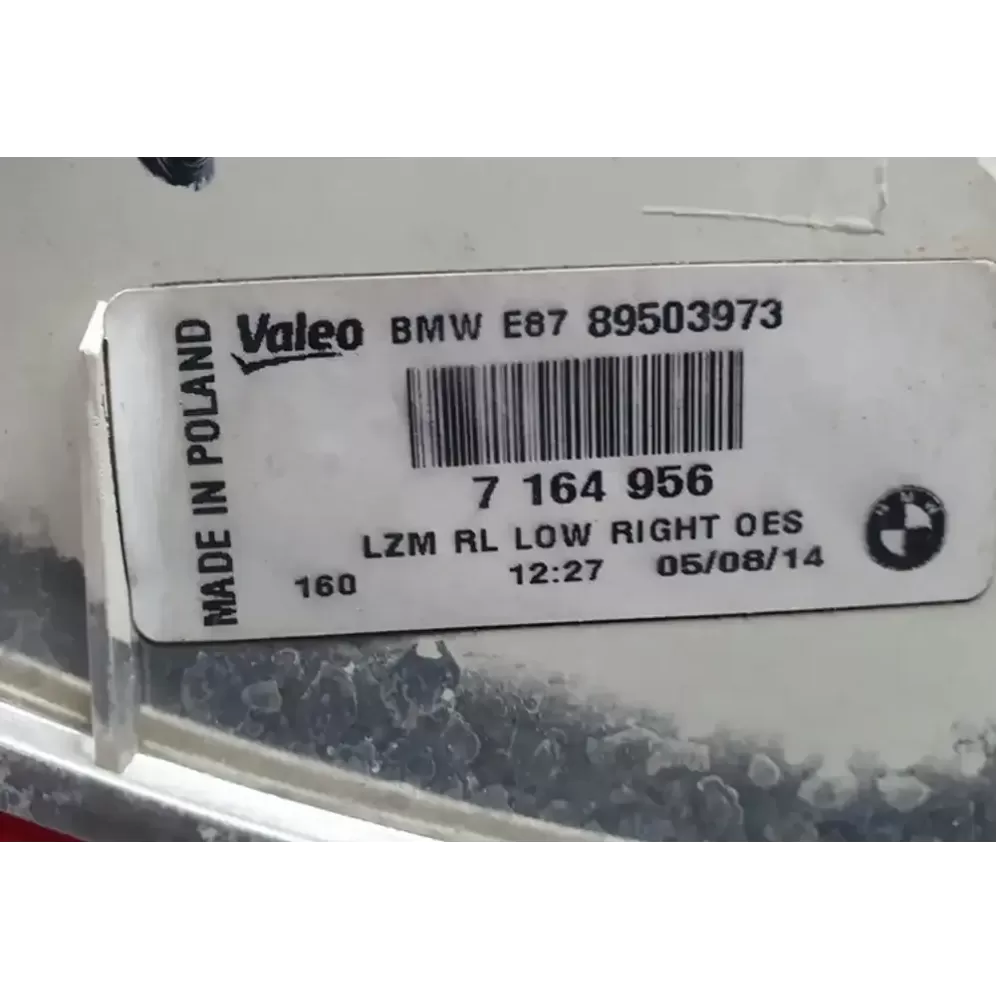 MADE IN POLAND
Valeo BMW E87 89503973
7 164 956
LZM RL LOW RIGHT OES
160 12:27 05/08/14
BMW